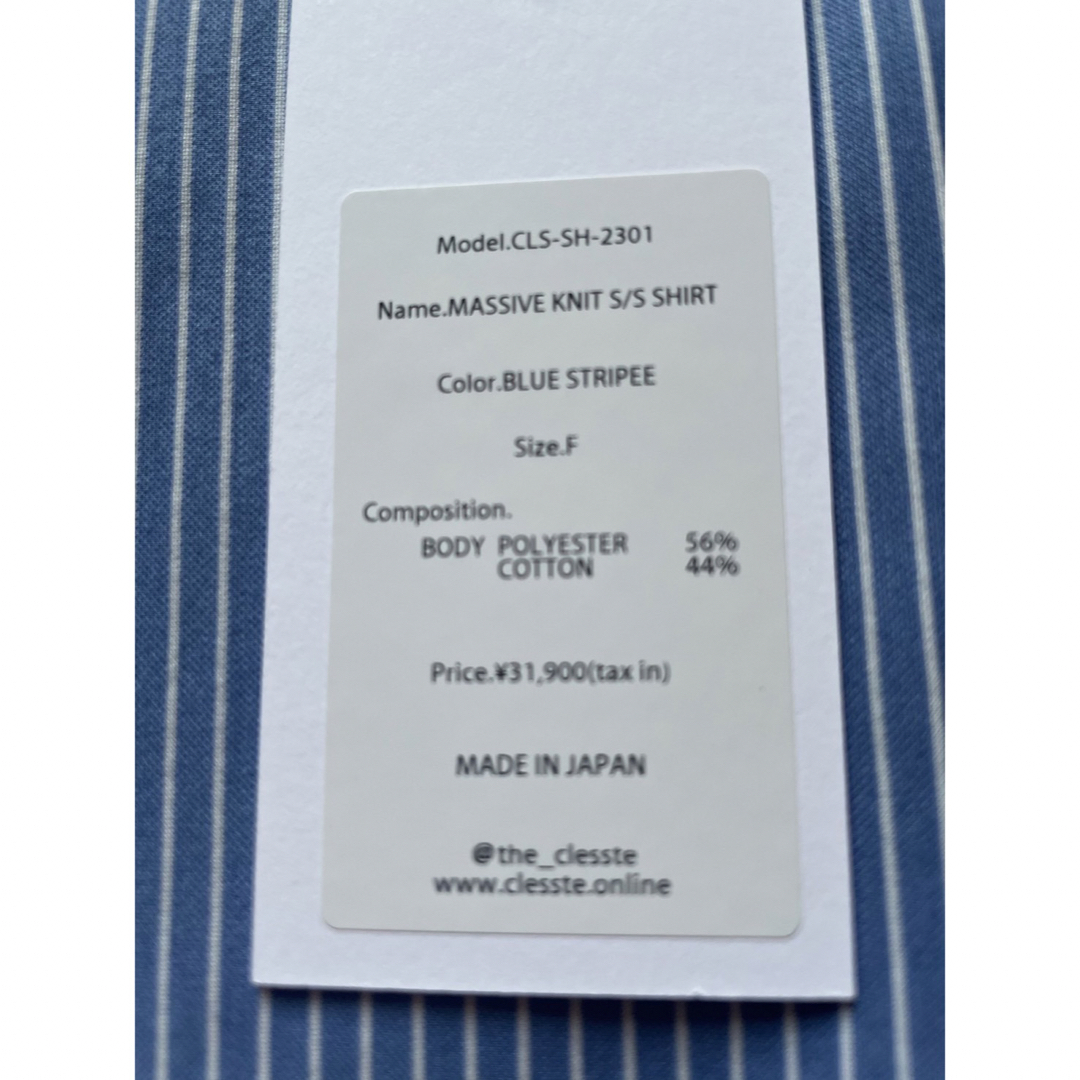 Model.CLS-SH-2301
Name.MASSIVE KNIT S/S SHIRT
Color.BLUE STRIPEE
Size.F
Composition.
BODY POLYESTER 56%
COTTON 44%
Price.¥31,900(tax in)
MADE IN JAPAN
@the_clesste
www.clesste.online